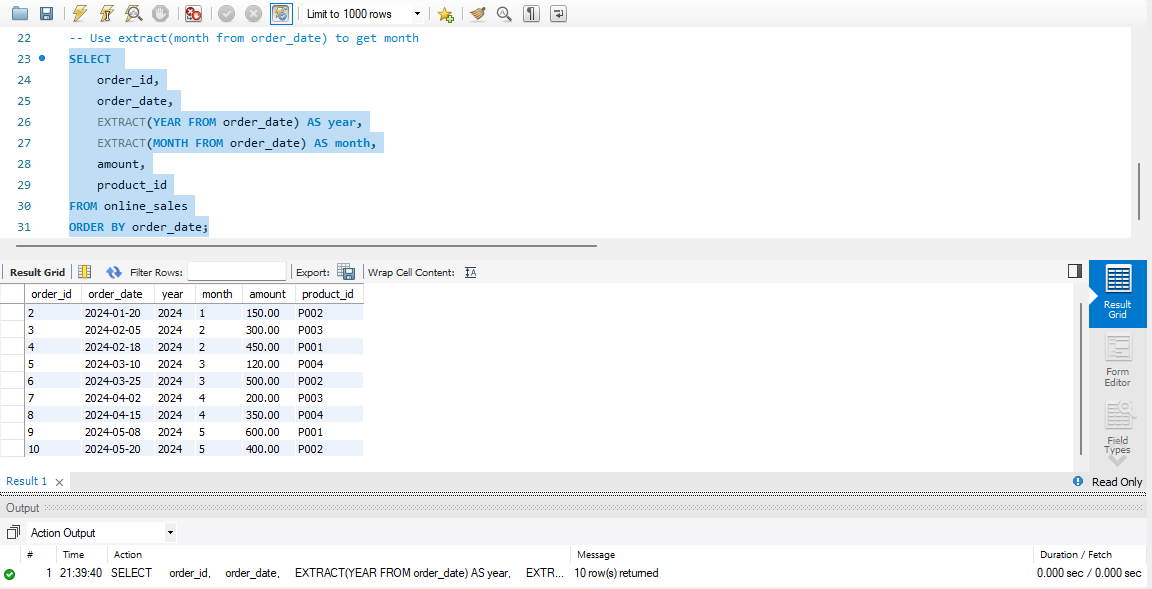 Limit to 1000 rows
22 -- Use extract(month from order_date) to get month
23 SELECT
24 order_id,
25 order_date,
26 EXTRACT(YEAR FROM order_date) AS year,
27 EXTRACT(MONTH FROM order_date) AS month,
28 amount,
29 product_id
30 FROM online_sales
31 ORDER BY order_date;
Result Grid Filter Rows: Export: Wrap Cell Content: IA
order_id order_date year month amount product_id
2 2024-01-20 2024 1 150.00 P002
3 2024-02-05 2024 2 300.00 P003
4 2024-02-18 2024 2 450.00 P001
5 2024-03-10 2024 3 120.00 P004
6 2024-03-25 2024 3 500.00 P002
7 2024-04-02 2024 4 200.00 P003
8 2024-04-15 2024 4 350.00 P004
9 2024-05-08 2024 5 600.00 P001
10 2024-05-20 2024 5 400.00 P002
Result
Grid
Form
Editor
Field
Types
Result 1
Read Only
Output
Action Output
# Time Action Message Duration / Fetch
1 21:39:40 SELECT order_id, order_date, EXTRACT(YEAR FROM order_date) AS year, EXTR... 10 row(s) returned 0.000 sec / 0.000 sec